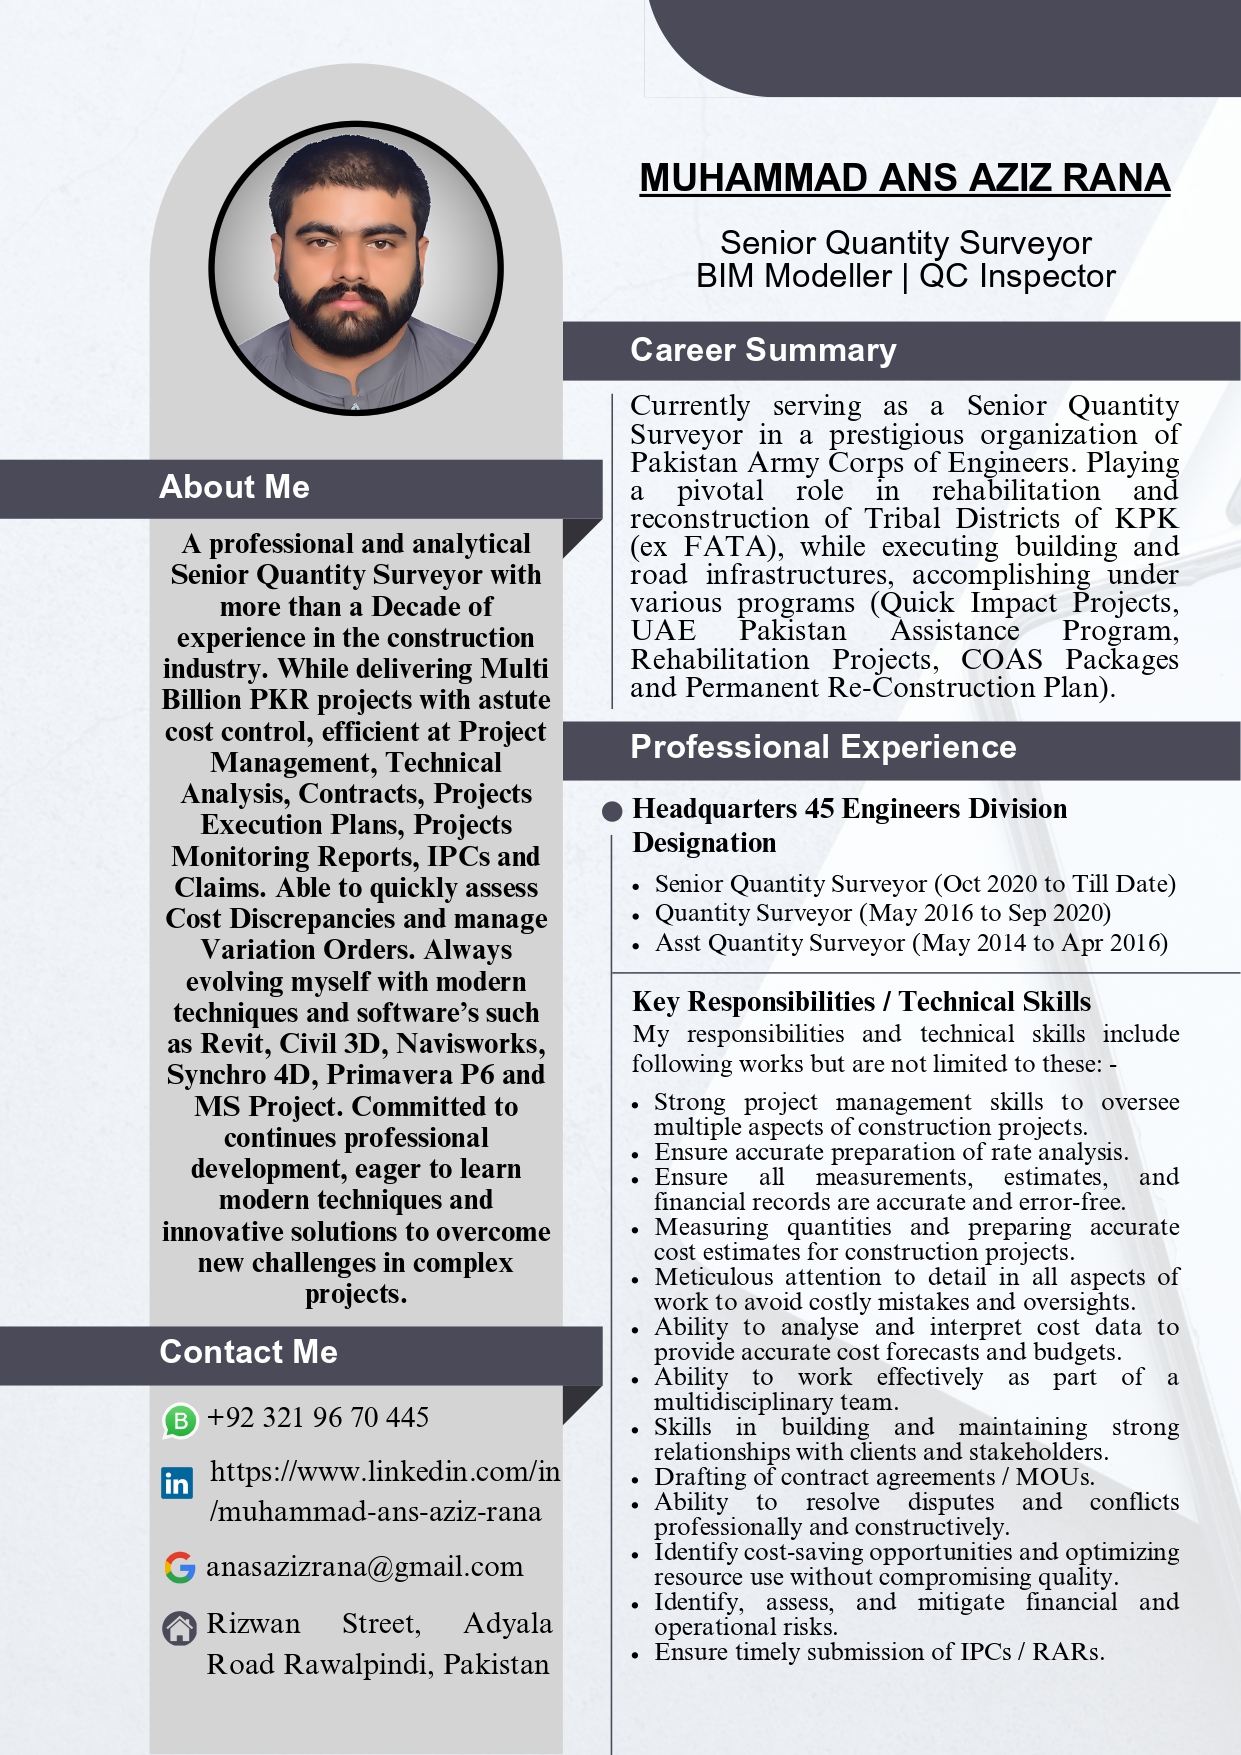 MUHAMMAD ANS AZIZ RANA
Senior Quantity Surveyor
BIM Modeller | QC Inspector
About Me
A professional and analytical
Senior Quantity Surveyor with
more than a Decade of
experience in the construction
industry. While delivering Multi
Billion PKR projects with astute
cost control, efficient at Project
Management, Technical
Analysis, Contracts, Projects
Execution Plans, Projects
Monitoring Reports, IPCs and
Claims. Able to quickly assess
Cost Discrepancies and manage
Variation Orders. Always
evolving myself with modern
techniques and software’s such
as Revit, Civil 3D, Navisworks,
Synchro 4D, Primavera P6 and
MS Project. Committed to
continues professional
development, eager to learn
modern techniques and
innovative solutions to overcome
new challenges in complex
projects.
Contact Me
B +92 321 96 70 445
in https://www.linkedin.com/in
/muhammad-ans-aziz-rana
G anasazizrana@gmail.com
Rizwan Street, Adyala
Road Rawalpindi, Pakistan
Career Summary
Currently serving as a Senior Quantity
Surveyor in a prestigious organization of
Pakistan Army Corps of Engineers. Playing
a pivotal role in rehabilitation and
reconstruction of Tribal Districts of KPK
(ex FATA), while executing building and
road infrastructures, accomplishing under
various programs (Quick Impact Projects,
UAE Pakistan Assistance Program,
Rehabilitation Projects, COAS Packages
and Permanent Re-Construction Plan).
Professional Experience
Headquarters 45 Engineers Division
Designation
• Senior Quantity Surveyor (Oct 2020 to Till Date)
• Quantity Surveyor (May 2016 to Sep 2020)
• Asst Quantity Surveyor (May 2014 to Apr 2016)
Key Responsibilities / Technical Skills
My responsibilities and technical skills include
following works but are not limited to these: -
• Strong project management skills to oversee
multiple aspects of construction projects.
• Ensure accurate preparation of rate analysis.
• Ensure all measurements, estimates, and
financial records are accurate and error-free.
• Measuring quantities and preparing accurate
cost estimates for construction projects.
• Meticulous attention to detail in all aspects of
work to avoid costly mistakes and oversights.
• Ability to analyse and interpret cost data to
provide accurate cost forecasts and budgets.
• Ability to work effectively as part of a
multidisciplinary team.
• Skills in building and maintaining strong
relationships with clients and stakeholders.
• Drafting of contract agreements / MOUs.
• Ability to resolve disputes and conflicts
professionally and constructively.
• Identify cost-saving opportunities and optimizing
resource use without compromising quality.
• Identify, assess, and mitigate financial and
operational risks.
• Ensure timely submission of IPCs / RARs.